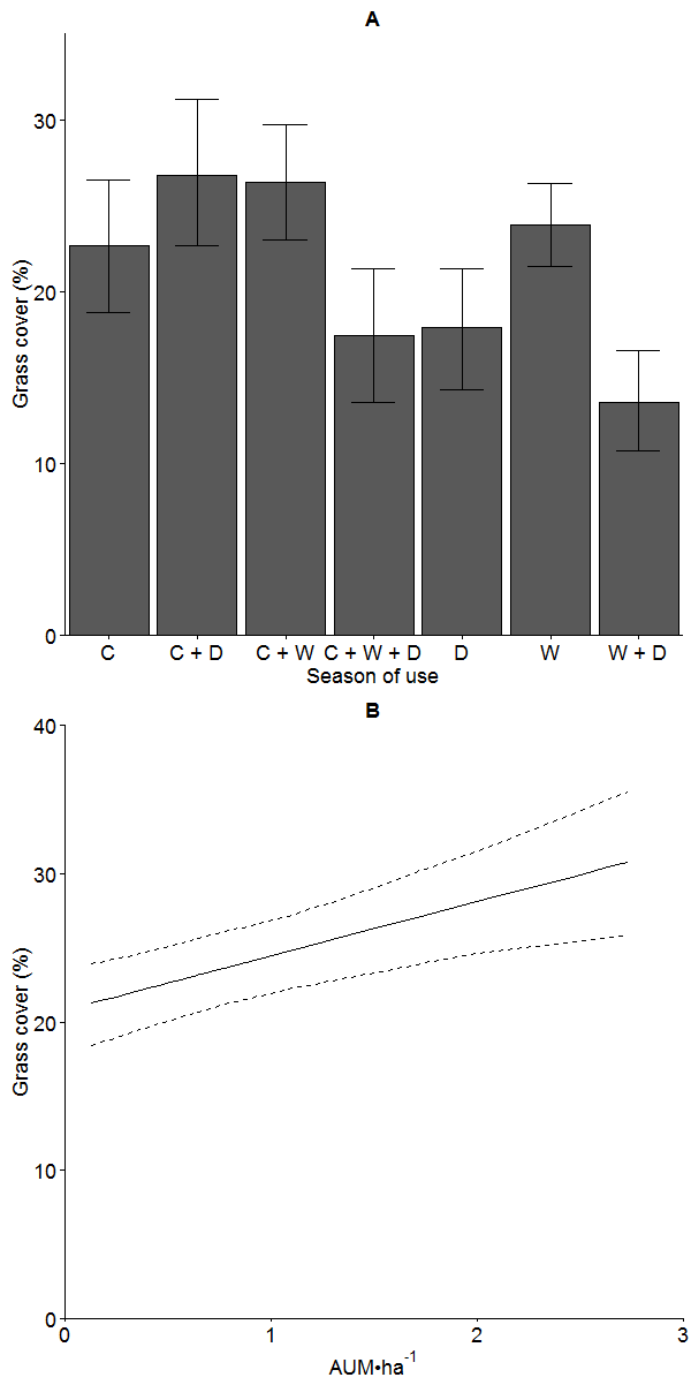 A
Grass cover (%)
30
20
10
0
C C + D C + W C + W + D D W W + D
Season of use
B
Grass cover (%)
40
30
20
10
0
0 1 2 3
AUM•ha⁻¹